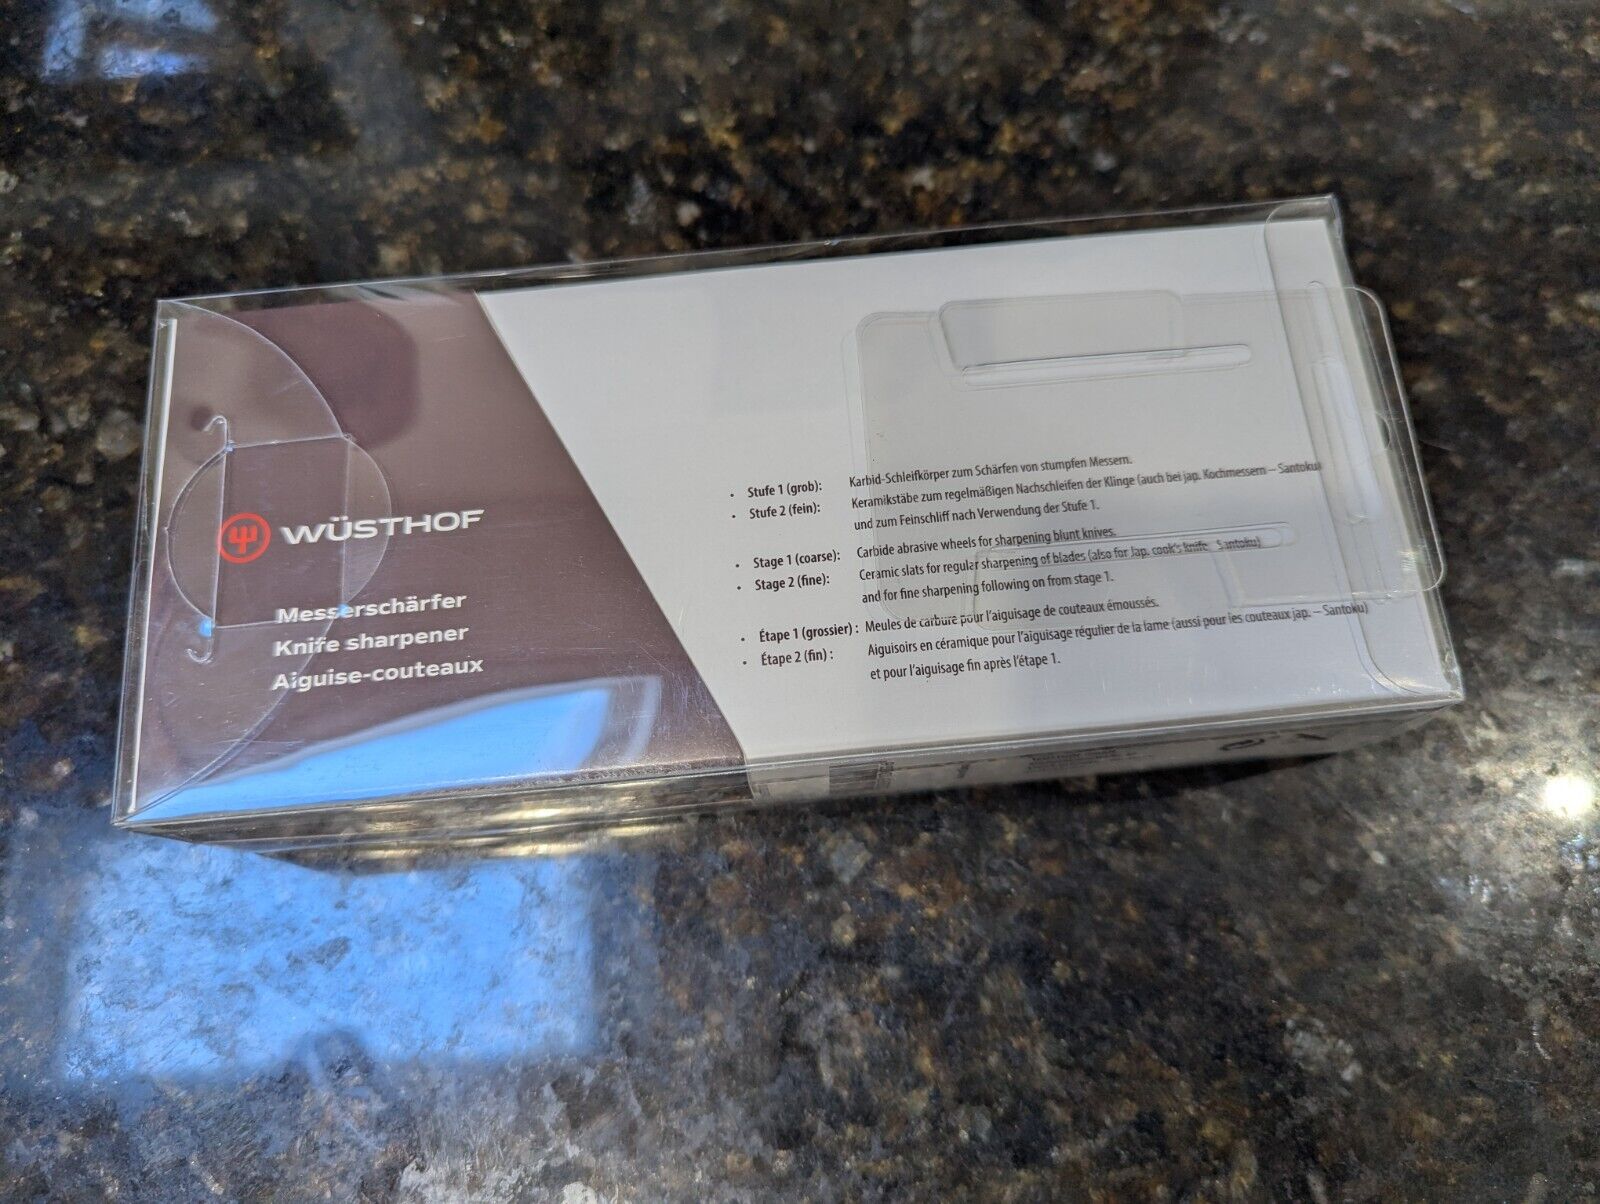 WÜSTHOF
Messerschärfer
Knife sharpener
Aiguise-couteaux
• Stufe 1 (grob): Karbid-Schleifkörper zum Schärfen von stumpfen Messern.
• Stufe 2 (fein): Keramikstäbe zum regelmäßigen Nachschleifen der Klinge (auch bei jap. Kochmessern – Santoku)
und zum Feinschliff nach Verwendung der Stufe 1.
• Stage 1 (coarse): Carbide abrasive wheels for sharpening blunt knives.
• Stage 2 (fine): Ceramic slats for regular sharpening of blades (also for Jap. cook's knife - Santoku)
and for fine sharpening following on from stage 1.
• Étape 1 (grossier) : Meules de carbure pour l'aiguisage de couteaux émoussés.
• Étape 2 (fin) : Aiguisoirs en céramique pour l'aiguisage régulier de la lame (aussi pour les couteaux jap. – Santoku)
et pour l'aiguisage fin après l'étape 1.